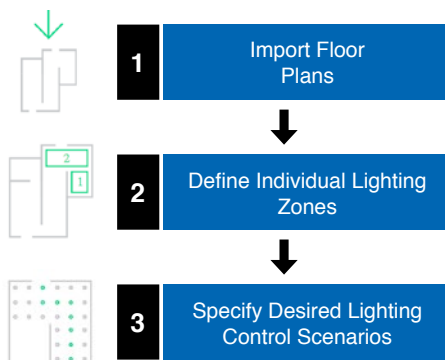 1
Import Floor
Plans
2
1
2
Define Individual Lighting
Zones
3
Specify Desired Lighting
Control Scenarios